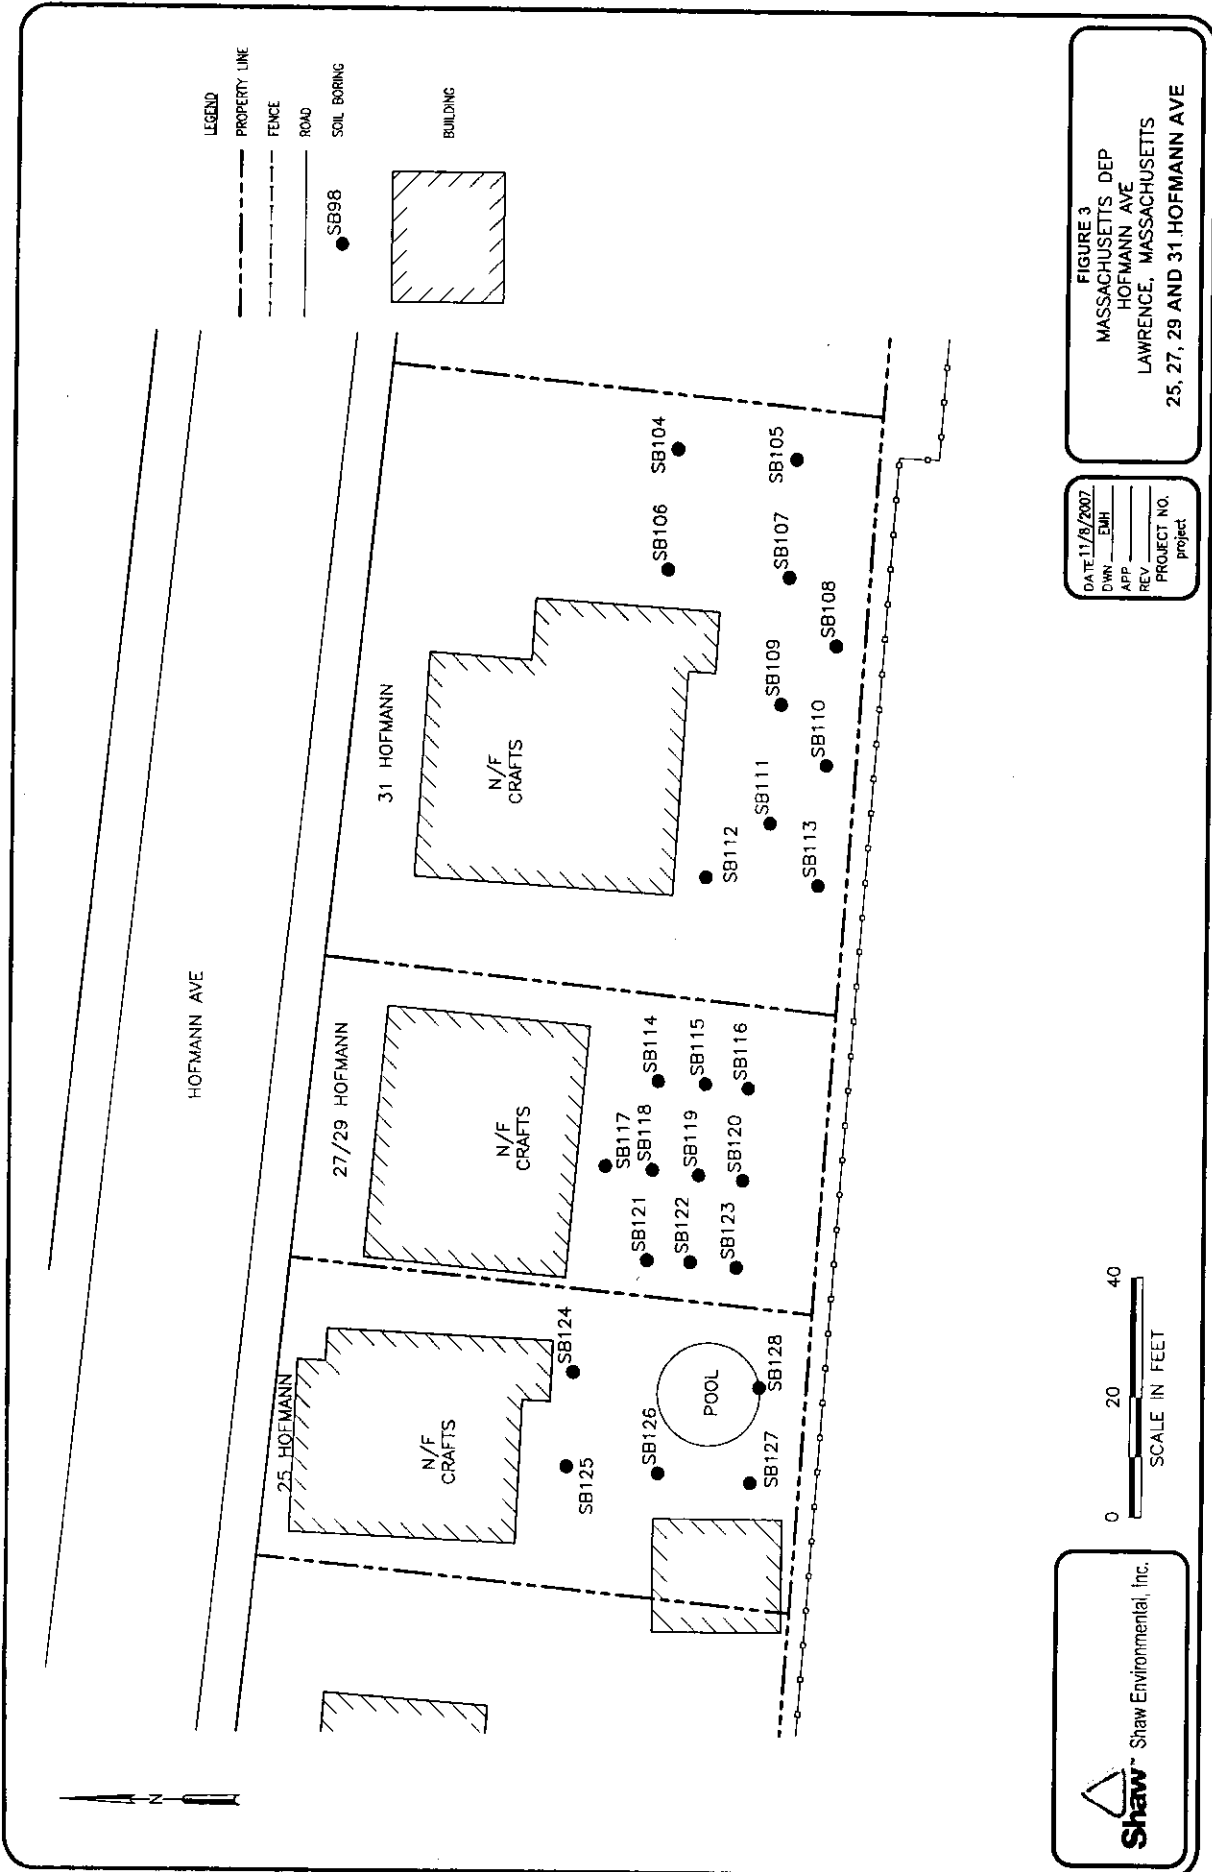 LEGEND
PROPERTY LINE
FENCE
ROAD
SB98
SOIL BORING
BUILDING
N
HOFMANN AVE
25 HOFMANN
27/29 HOFMANN
31 HOFMANN
N/F
CRAFTS
N/F
CRAFTS
N/F
CRAFTS
SB104
SB105
SB106
SB107
SB108
SB109
SB110
SB111
SB112
SB113
SB114
SB115
SB116
SB117
SB118
SB119
SB120
SB121
SB122
SB123
SB124
SB125
SB126
SB127
SB128
POOL
0 20 40
SCALE IN FEET
Shaw™ Shaw Environmental, Inc.
DATE 11/8/2007
DWN EMH
APP
REV
PROJECT NO.
project
FIGURE 3
MASSACHUSETTS DEP
HOFMANN AVE
LAWRENCE, MASSACHUSETTS
25, 27, 29 AND 31 HOFMANN AVE